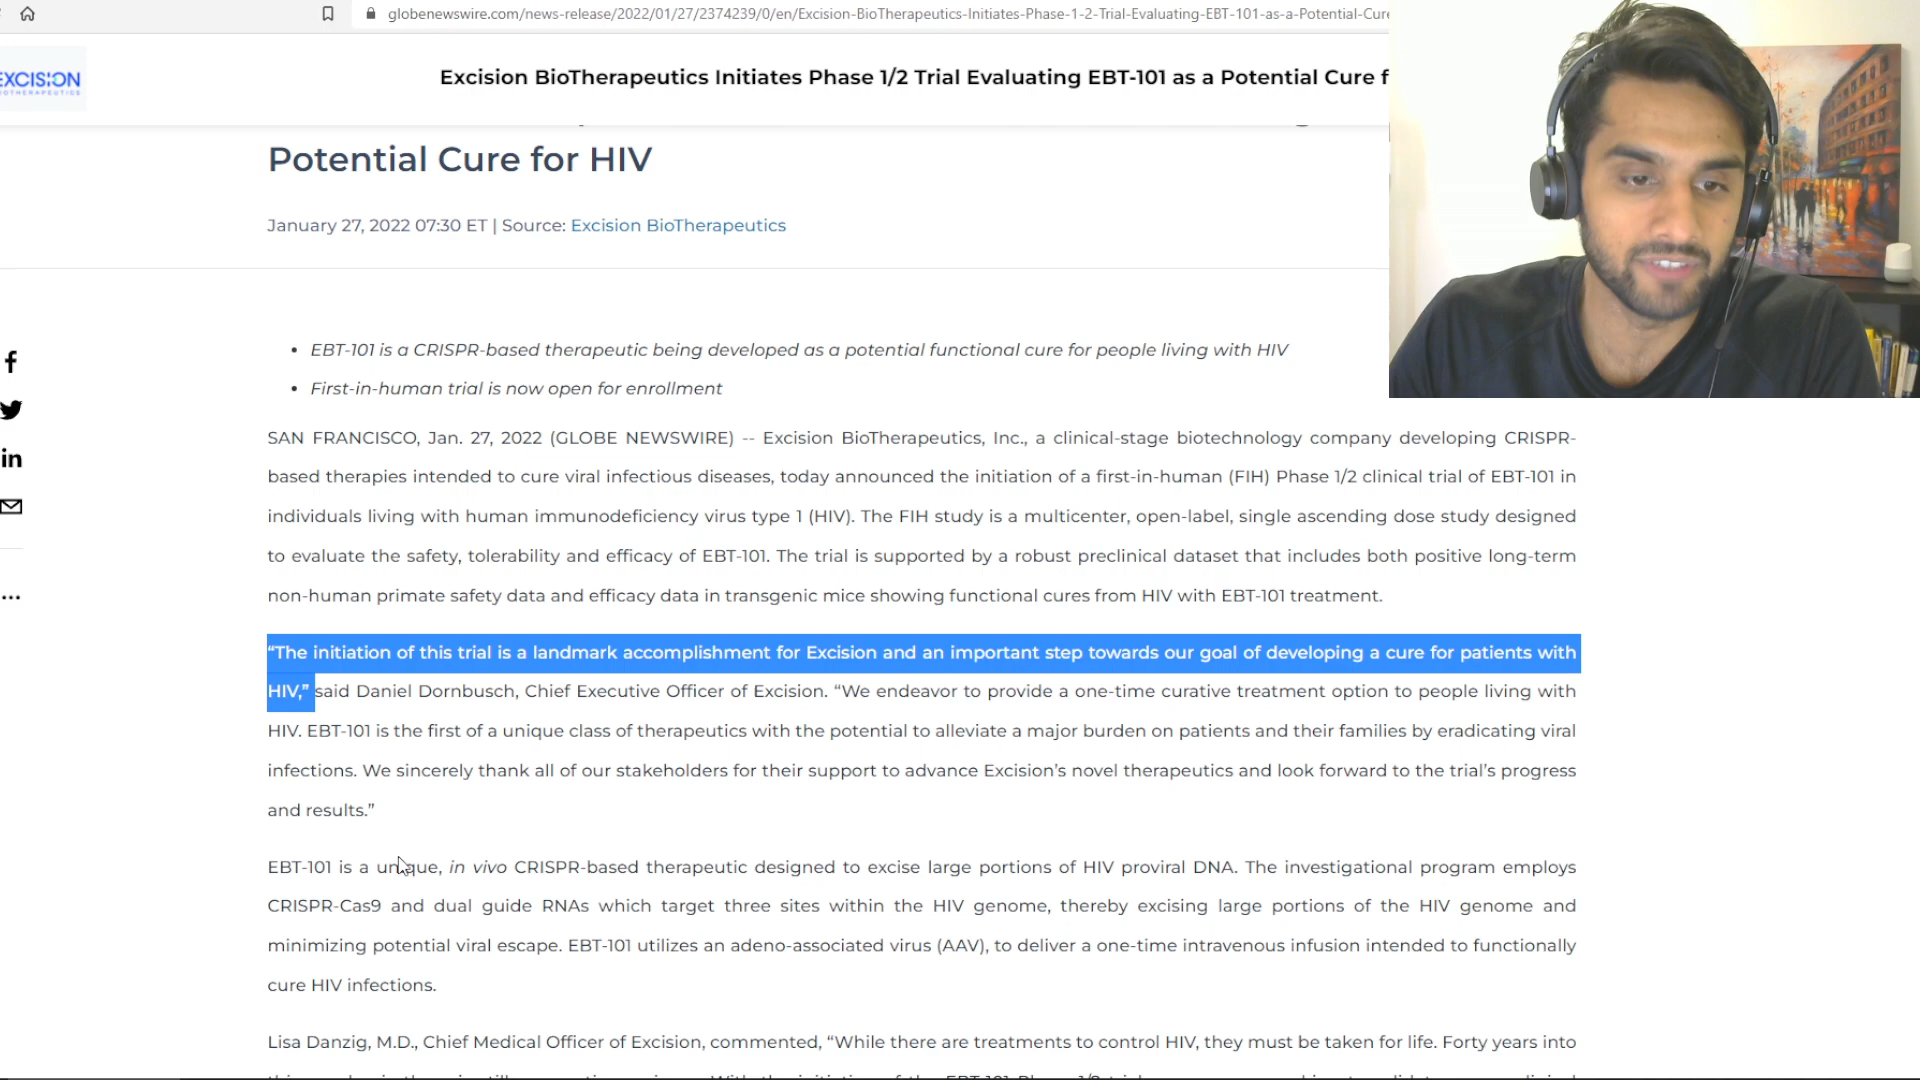 globenewswire.com/news-release/2022/01/27/2374239/0/en/Excision-BioTherapeutics-Initiates-Phase-1-2-Trial-Evaluating-EBT-101-as-a-Potential-Cure
EXCISION
BIOTHERAPEUTICS
Excision BioTherapeutics Initiates Phase 1/2 Trial Evaluating EBT-101 as a Potential Cure f
Potential Cure for HIV
January 27, 2022 07:30 ET | Source: Excision BioTherapeutics
• EBT-101 is a CRISPR-based therapeutic being developed as a potential functional cure for people living with HIV
• First-in-human trial is now open for enrollment
SAN FRANCISCO, Jan. 27, 2022 (GLOBE NEWSWIRE) -- Excision BioTherapeutics, Inc., a clinical-stage biotechnology company developing CRISPR-
based therapies intended to cure viral infectious diseases, today announced the initiation of a first-in-human (FIH) Phase 1/2 clinical trial of EBT-101 in
individuals living with human immunodeficiency virus type 1 (HIV). The FIH study is a multicenter, open-label, single ascending dose study designed
to evaluate the safety, tolerability and efficacy of EBT-101. The trial is supported by a robust preclinical dataset that includes both positive long-term
non-human primate safety data and efficacy data in transgenic mice showing functional cures from HIV with EBT-101 treatment.
“The initiation of this trial is a landmark accomplishment for Excision and an important step towards our goal of developing a cure for patients with
HIV,” said Daniel Dornbusch, Chief Executive Officer of Excision. “We endeavor to provide a one-time curative treatment option to people living with
HIV. EBT-101 is the first of a unique class of therapeutics with the potential to alleviate a major burden on patients and their families by eradicating viral
infections. We sincerely thank all of our stakeholders for their support to advance Excision’s novel therapeutics and look forward to the trial’s progress
and results.”
EBT-101 is a unique, in vivo CRISPR-based therapeutic designed to excise large portions of HIV proviral DNA. The investigational program employs
CRISPR-Cas9 and dual guide RNAs which target three sites within the HIV genome, thereby excising large portions of the HIV genome and
minimizing potential viral escape. EBT-101 utilizes an adeno-associated virus (AAV), to deliver a one-time intravenous infusion intended to functionally
cure HIV infections.
Lisa Danzig, M.D., Chief Medical Officer of Excision, commented, “While there are treatments to control HIV, they must be taken for life. Forty years into